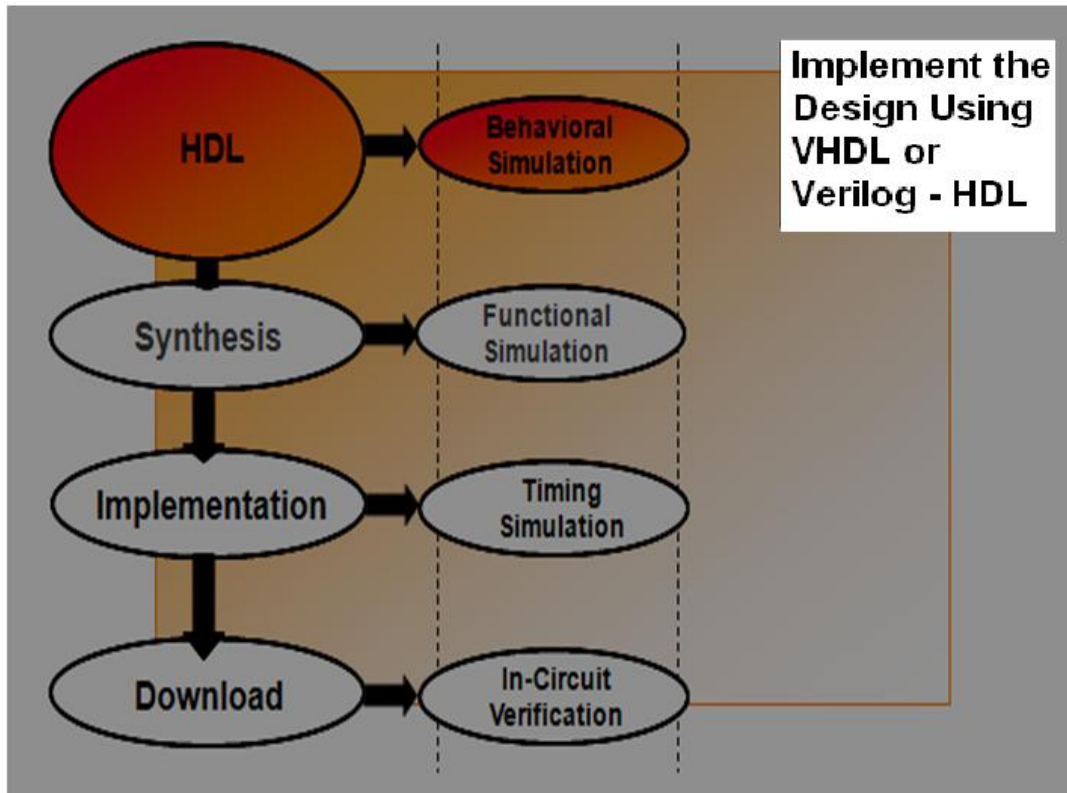 HDL
Behavioral
Simulation
Implement the
Design Using
VHDL or
Verilog - HDL
Synthesis
Functional
Simulation
Implementation
Timing
Simulation
Download
In-Circuit
Verification